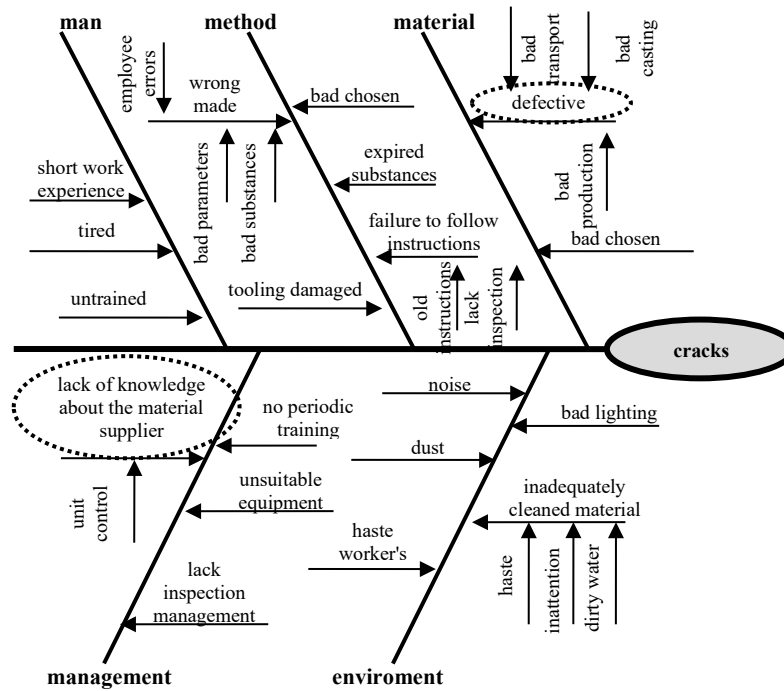 man
method
material
employee
errors
wrong
made
bad chosen
bad
transport
bad
casting
defective
short work
experience
tired
untrained
bad parameters
bad substances
expired
substances
failure to follow
instructions
tooling damaged
old
instructions
lack
inspection
bad
production
bad chosen
cracks
lack of knowledge
about the material
supplier
no periodic
training
unit
control
unsuitable
equipment
lack
inspection
management
noise
bad lighting
dust
inadequately
cleaned material
haste
worker's
haste
inattention
dirty water
management
enviroment